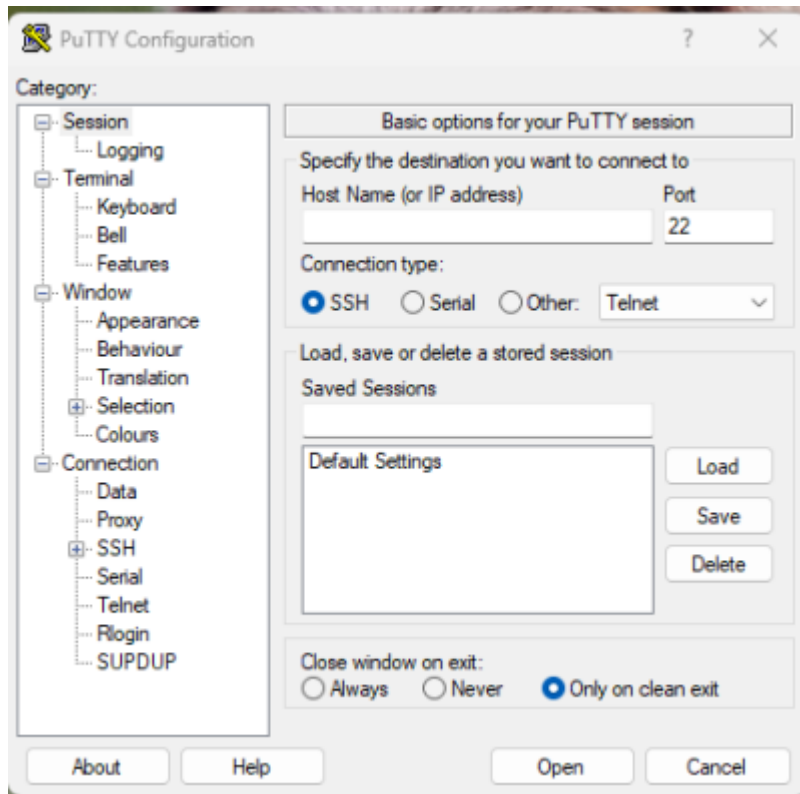 PuTTY Configuration
Category:
Session
Logging
Terminal
Keyboard
Bell
Features
Window
Appearance
Behaviour
Translation
Selection
Colours
Connection
Data
Proxy
SSH
Serial
Telnet
Rlogin
SUPDUP
Basic options for your PuTTY session
Specify the destination you want to connect to
Host Name (or IP address) Port
22
Connection type:
SSH Serial Other: Telnet
Load, save or delete a stored session
Saved Sessions
Default Settings
Load
Save
Delete
Close window on exit:
Always Never Only on clean exit
About Help Open Cancel